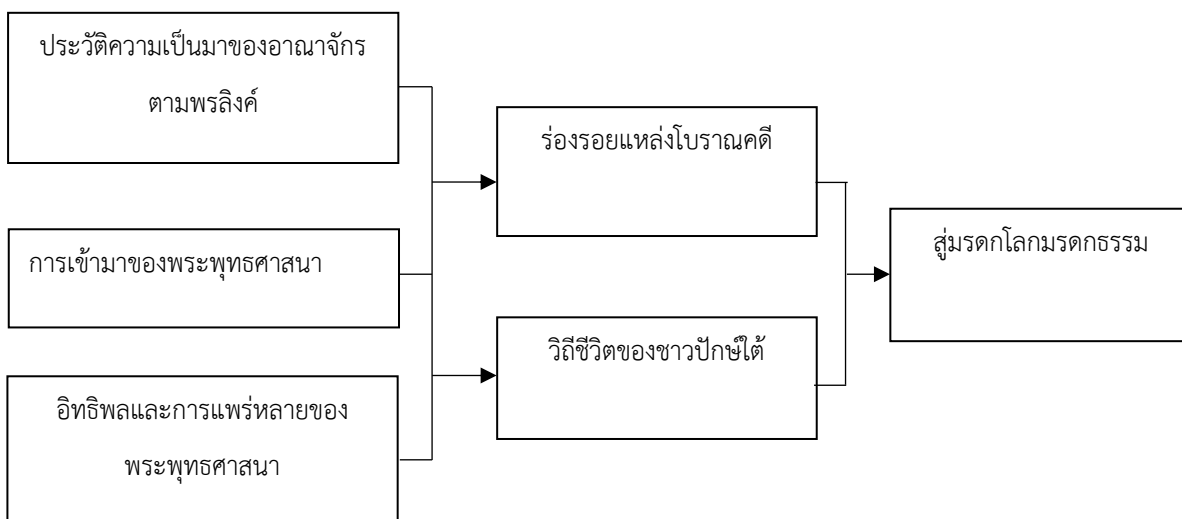 ประวัติความเป็นมาของอาณาจักร
ตามพรลิงค์
การเข้ามาของพระพุทธศาสนา
อิทธิพลและการแพร่หลายของ
พระพุทธศาสนา
ร่องรอยแหล่งโบราณคดี
วิถีชีวิตของชาวปักษ์ใต้
สู่มรดกโลกมรดกธรรม